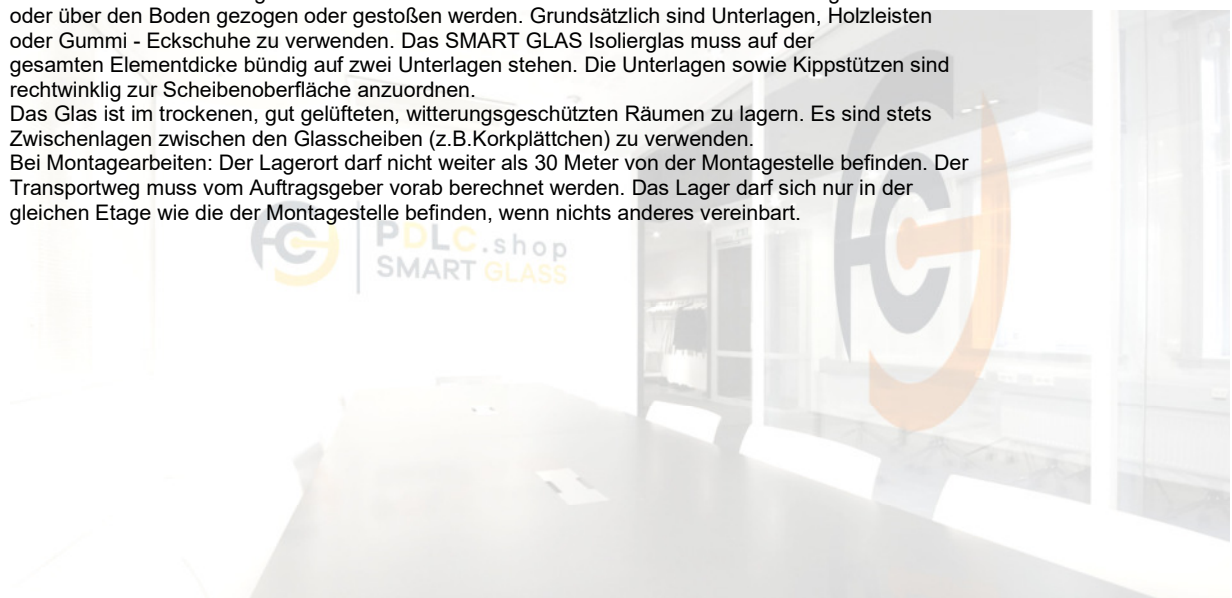 oder über den Boden gezogen oder gestoßen werden. Grundsätzlich sind Unterlagen, Holzleisten
oder Gummi - Eckschuhe zu verwenden. Das SMART GLAS Isolierglas muss auf der
gesamten Elementdicke bündig auf zwei Unterlagen stehen. Die Unterlagen sowie Kippstützen sind
rechtwinklig zur Scheibenoberfläche anzuordnen.
Das Glas ist im trockenen, gut gelüfteten, witterungsgeschützten Räumen zu lagern. Es sind stets
Zwischenlagen zwischen den Glasscheiben (z.B.Korkplättchen) zu verwenden.
Bei Montagearbeiten: Der Lagerort darf nicht weiter als 30 Meter von der Montagestelle befinden. Der
Transportweg muss vom Auftragsgeber vorab berechnet werden. Das Lager darf sich nur in der
gleichen Etage wie die der Montagestelle befinden, wenn nichts anderes vereinbart.
PDLC.shop
SMART GLASS